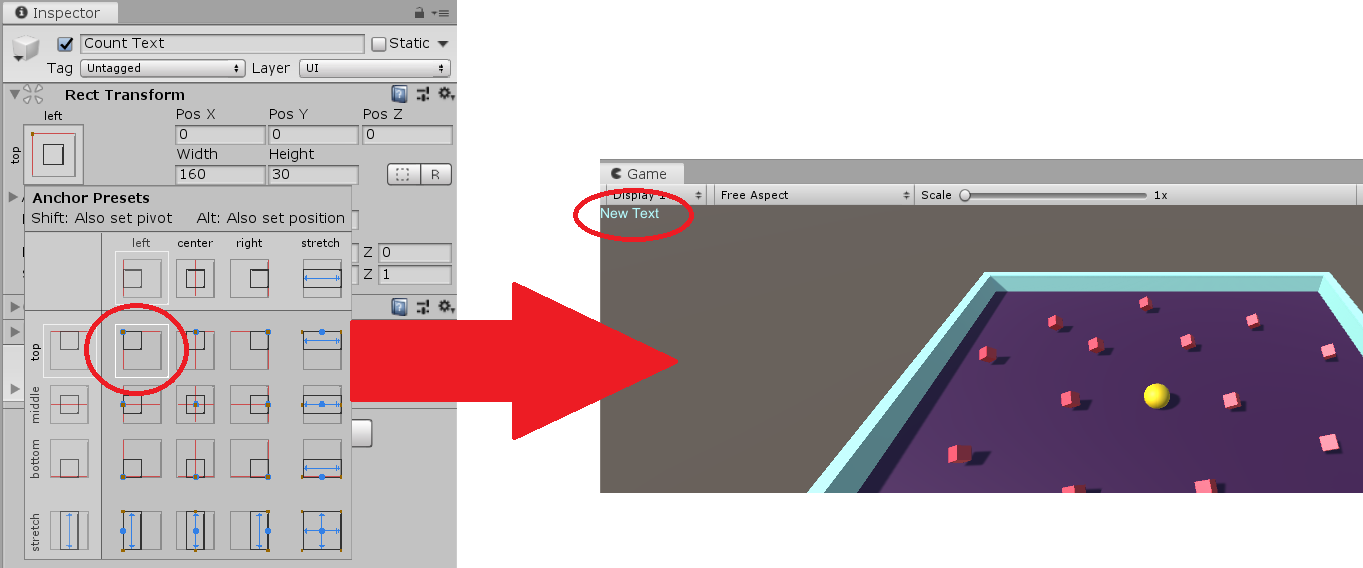 Inspector
Count Text
Static
Tag Untagged Layer UI
Rect Transform
left
Pos X Pos Y Pos Z
top
0 0 0
Width Height
160 30 R
Anchor Presets
Shift: Also set pivot Alt: Also set position
left center right stretch
Z 0
Z 1
top
middle
bottom
stretch
Game
Display 1 Free Aspect Scale 1x
New Text